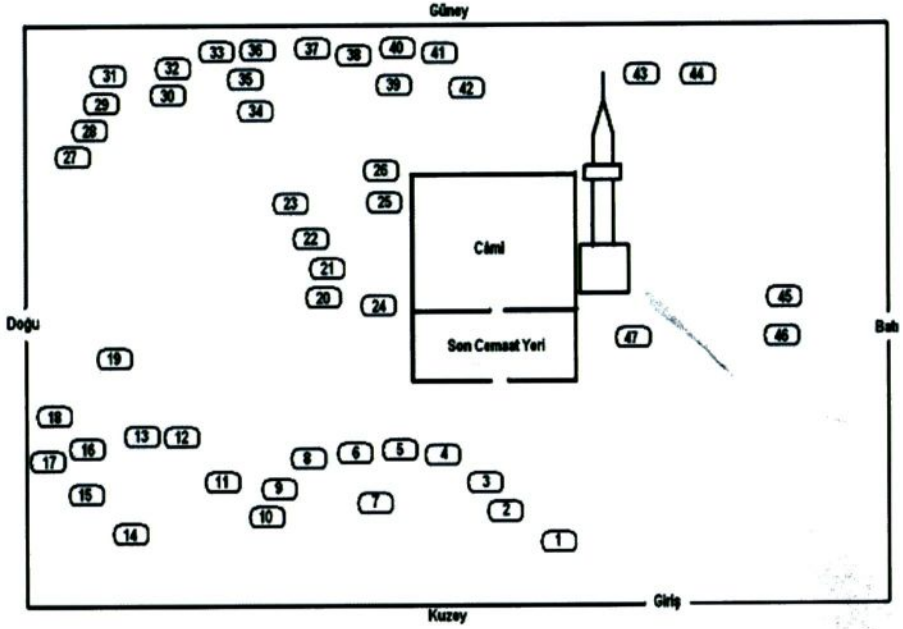 Güney
33 36 37 38 40 41
31 32 35 39 42 43 44
29 30 34
28
27 26
23 25
22 Câmi
21
20 24 45
Doğu Batı
19 Son Cemaat Yeri 47 46
18
17 16 13 12 8 6 5 4
15 11 9 7 3
14 10 2
1
Giriş
Kuzey